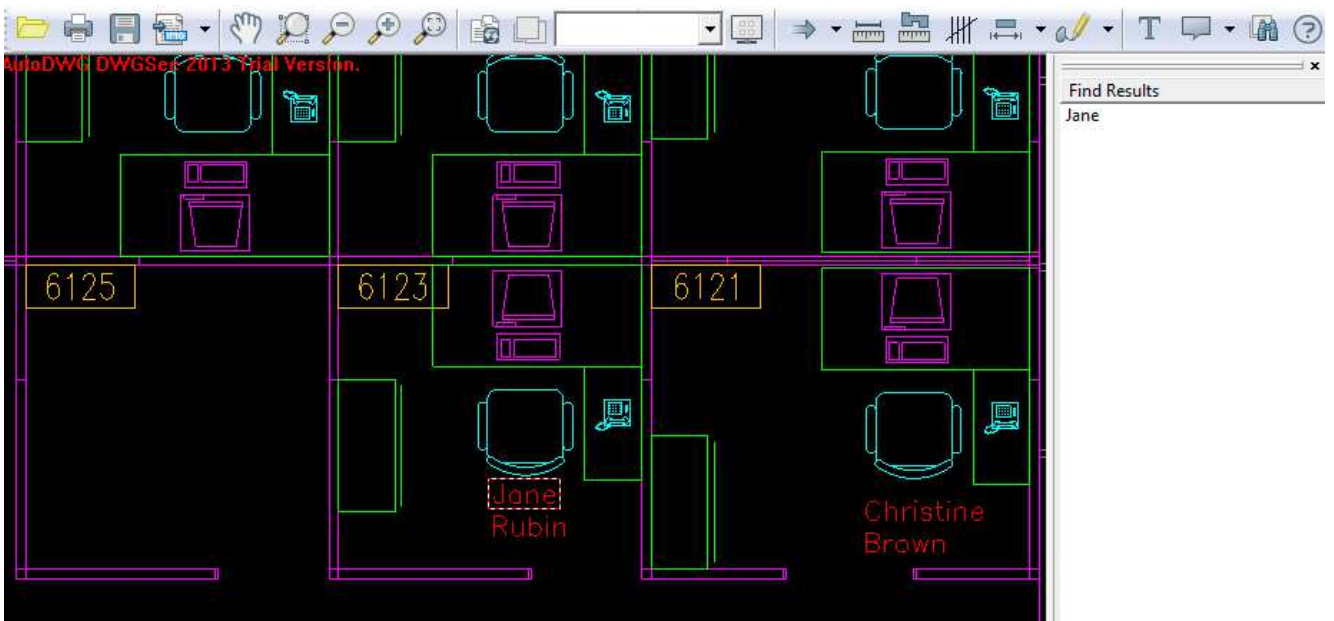 AutoDWG DWGSee 2013 Trial Version.
Find Results
Jane
6125
6123
6121
Jane
Rubin
Christine
Brown